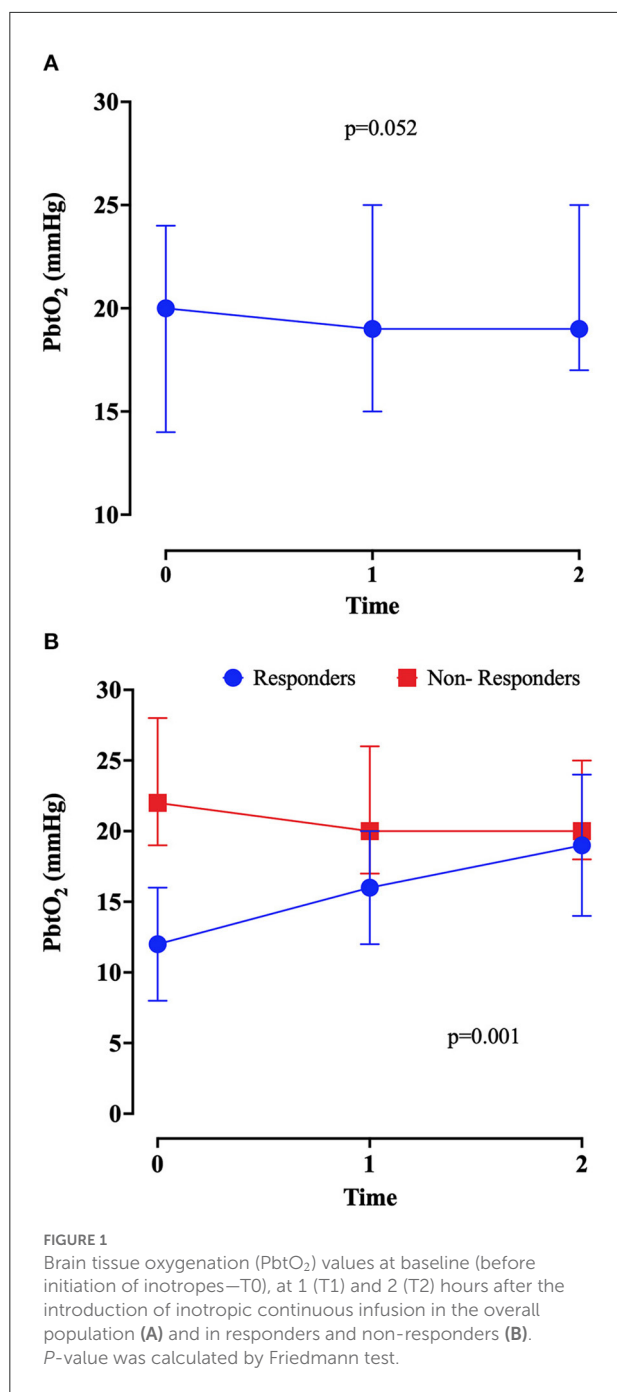 A
p=0.052
PbtO₂ (mmHg)
30
25
20
15
10
0 1 2
Time
B
Responders Non- Responders
PbtO₂ (mmHg)
30
25
20
15
10
5
0
p=0.001
0 1 2
Time
FIGURE 1
Brain tissue oxygenation (PbtO₂) values at baseline (before
initiation of inotropes—T0), at 1 (T1) and 2 (T2) hours after the
introduction of inotropic continuous infusion in the overall
population (A) and in responders and non-responders (B).
P-value was calculated by Friedmann test.